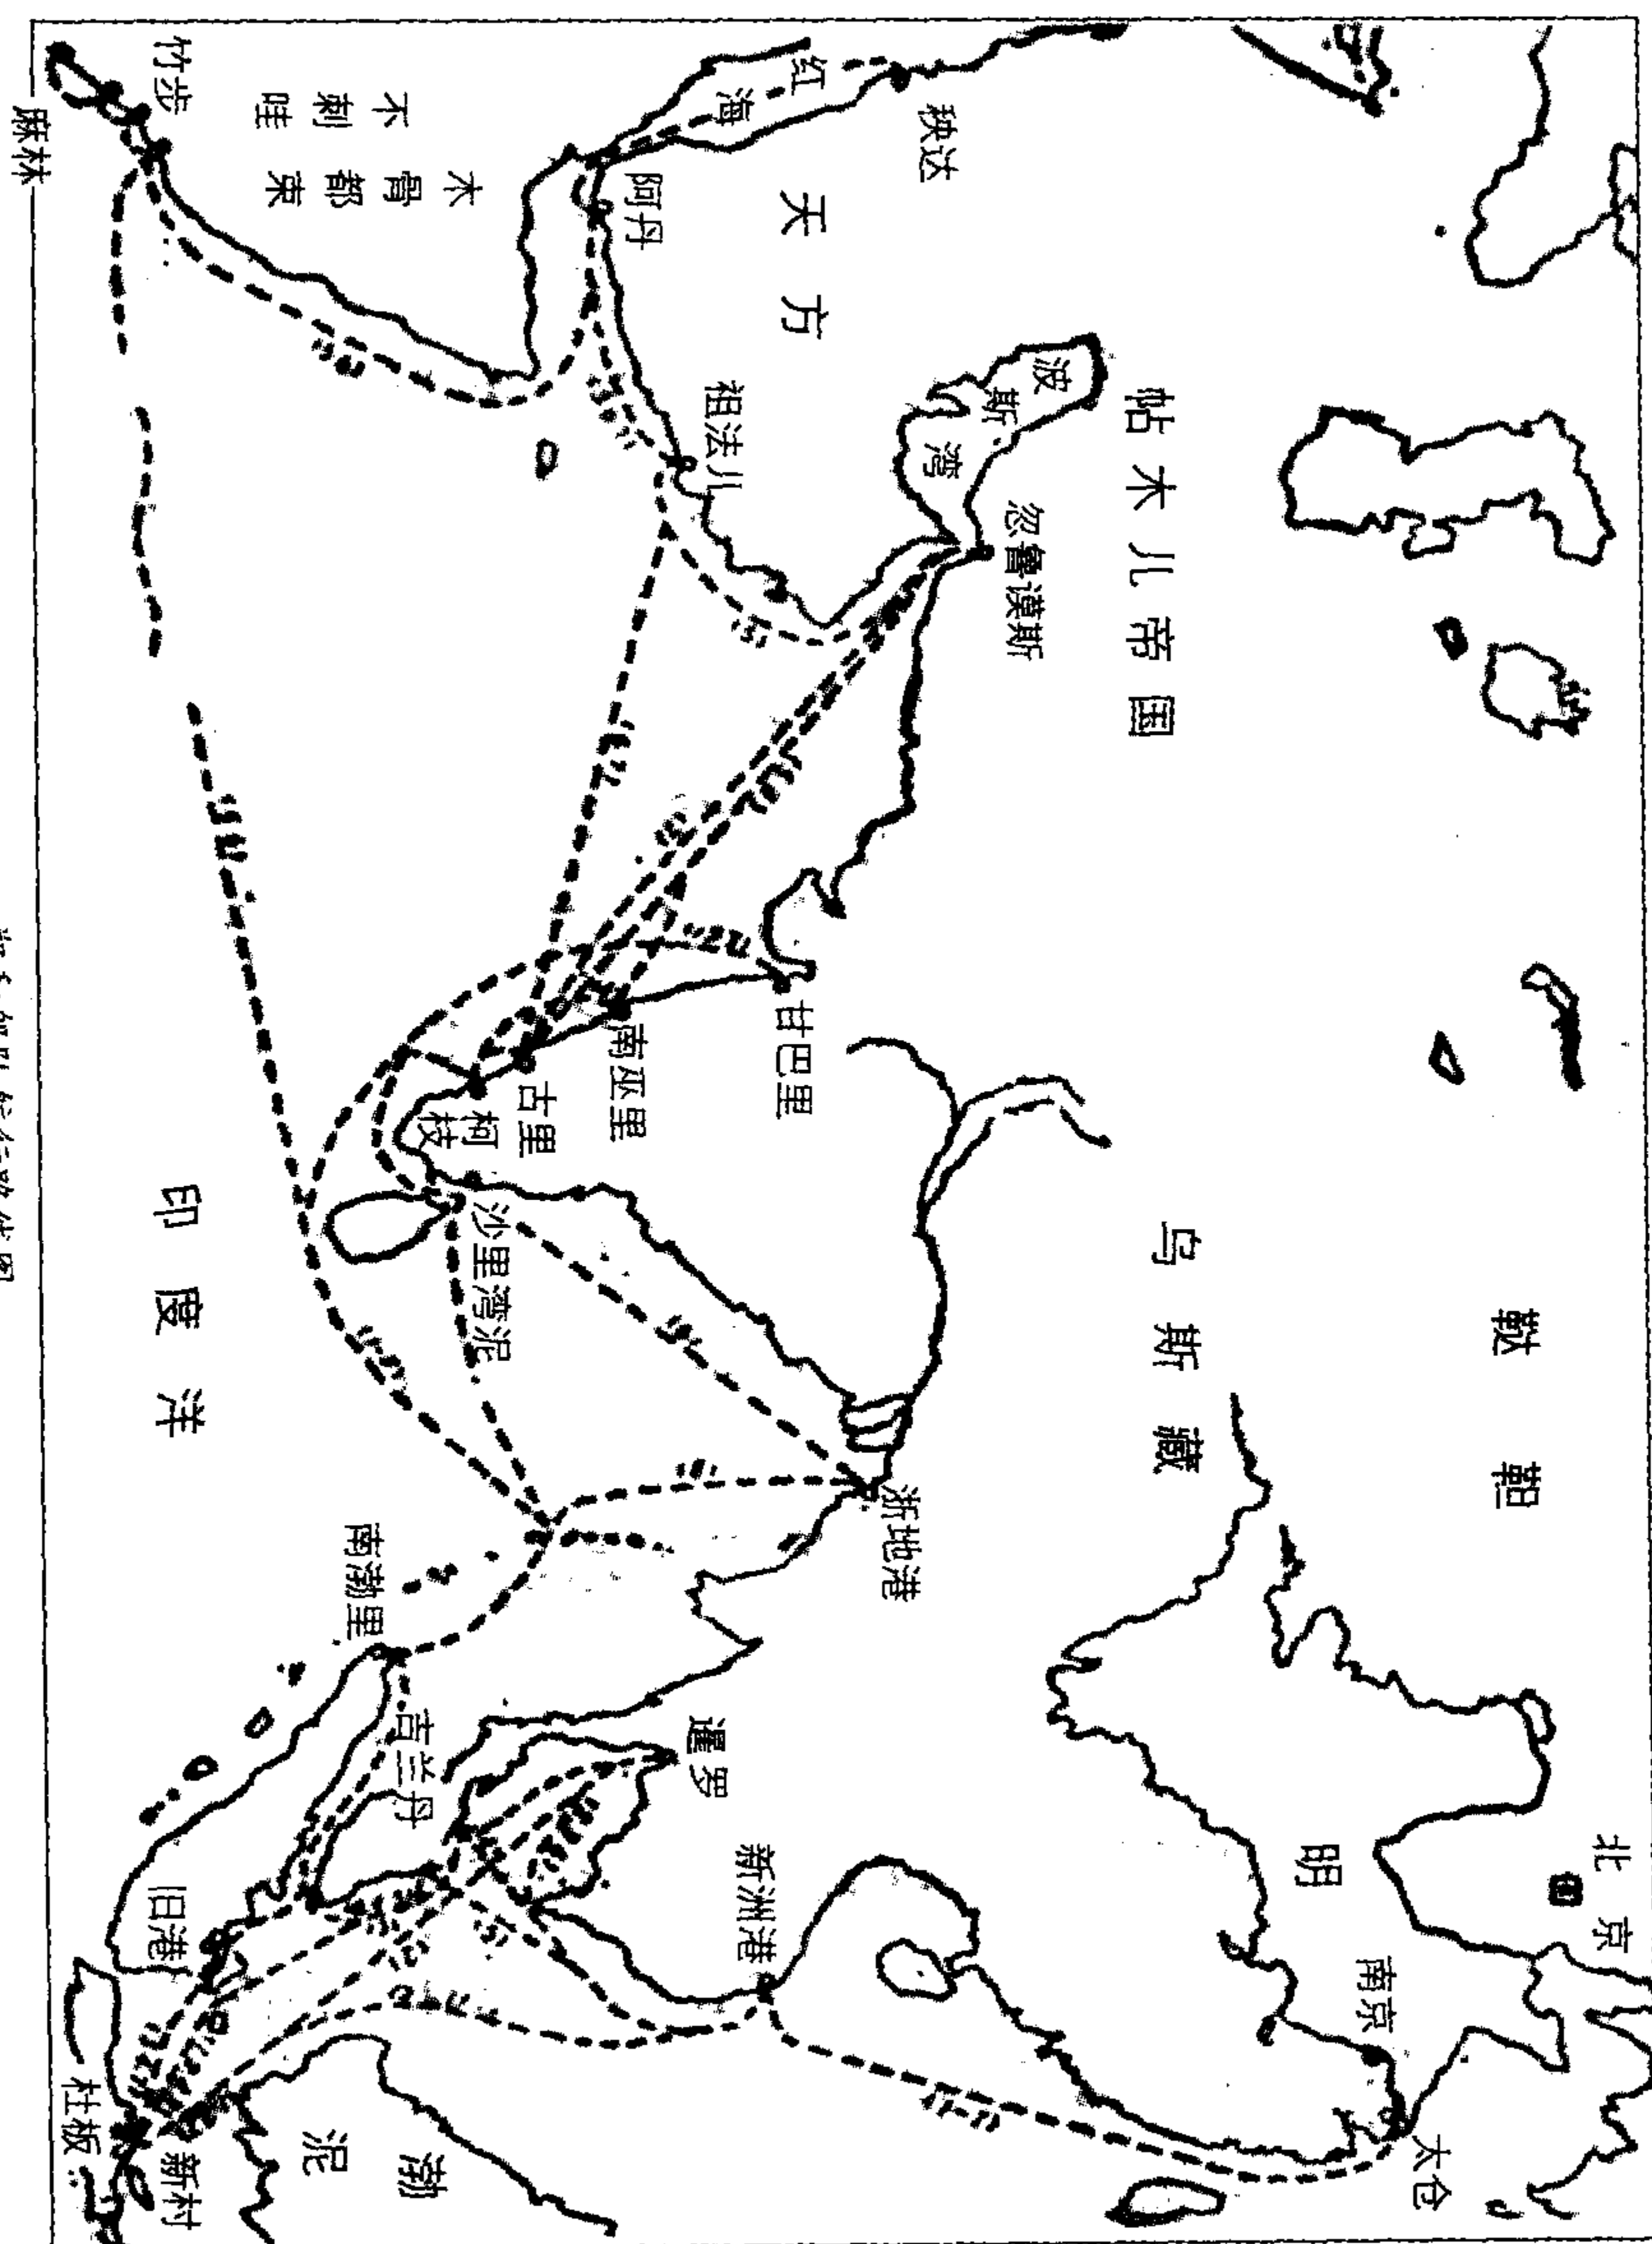 北京
鞑靼
南京
太仓
明
乌斯藏
帖木儿帝国
忽鲁谟斯
波斯湾
秩达
红海
天方
阿丹
祖法儿
甘巴里
南巫里
古里
柯枝
沙里湾泥
浙地港
暹罗
新洲港
吉兰丹
南渤里
旧港
杜板
新村
渤泥
印度洋
木骨都束
不剌哇
竹步
麻林